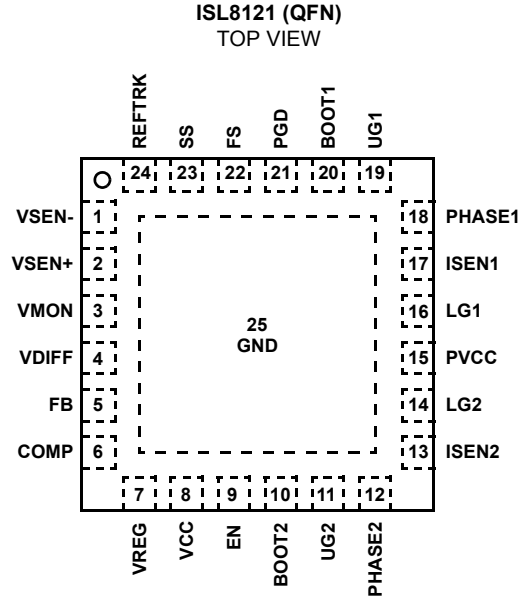 ISL8121 (QFN)
TOP VIEW
REFTRK
SS
FS
PGD
BOOT1
UG1
24 23 22 21 20 19
VSEN- 1
VSEN+ 2
VMON 3
VDIFF 4
FB 5
COMP 6
25
GND
18 PHASE1
17 ISEN1
16 LG1
15 PVCC
14 LG2
13 ISEN2
7 8 9 10 11 12
VREG
VCC
EN
BOOT2
UG2
PHASE2